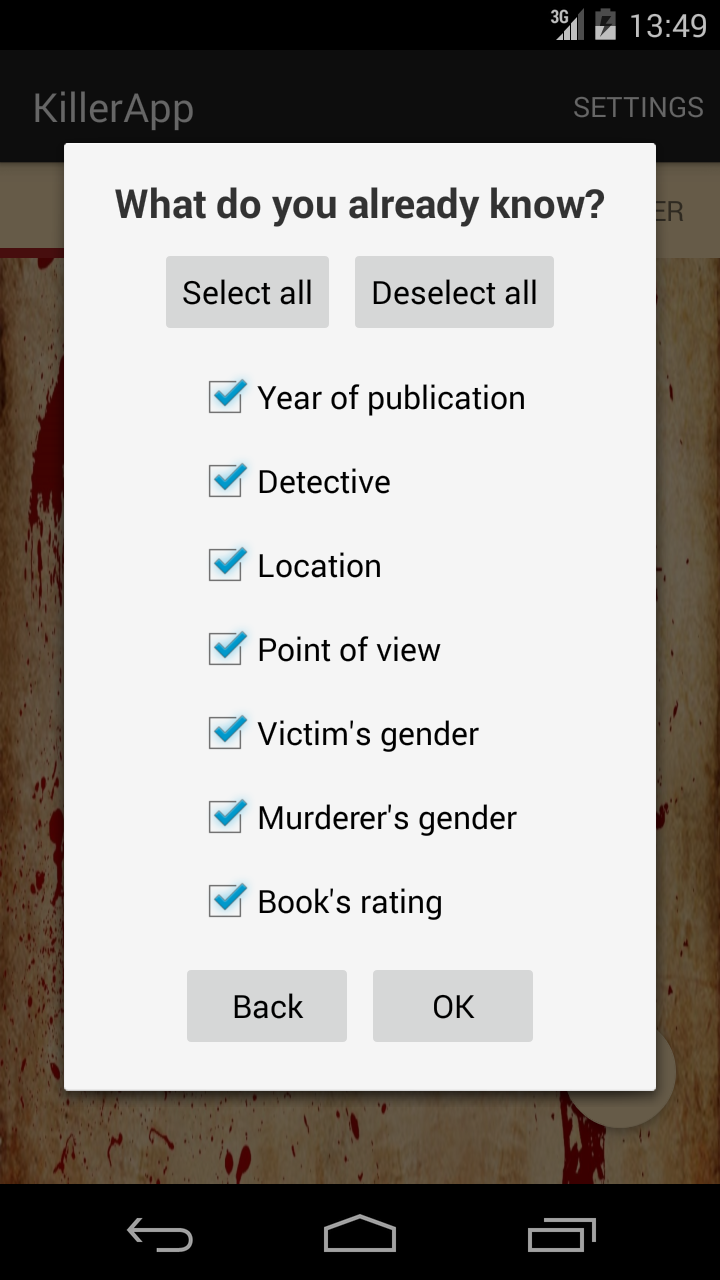 3G 13:49
KillerApp SETTINGS
What do you already know?
ER
Select all Deselect all
Year of publication
Detective
Location
Point of view
Victim's gender
Murderer's gender
Book's rating
Back OK